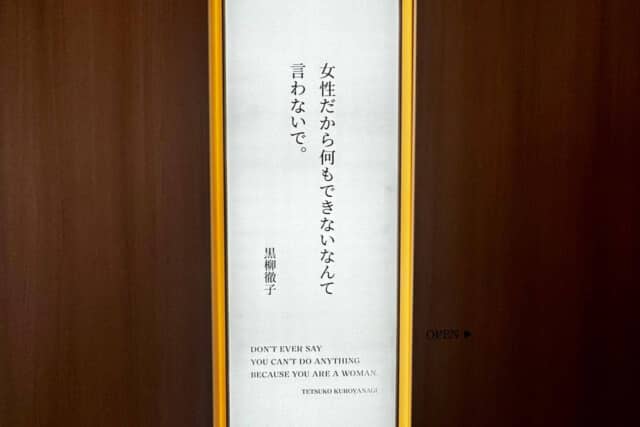 女性だから何もできないなんて
言わないで。
黒柳徹子
DON'T EVER SAY
YOU CAN'T DO ANYTHING
BECAUSE YOU ARE A WOMAN.
TETSUKO KUROYANAGI
OPEN ▶